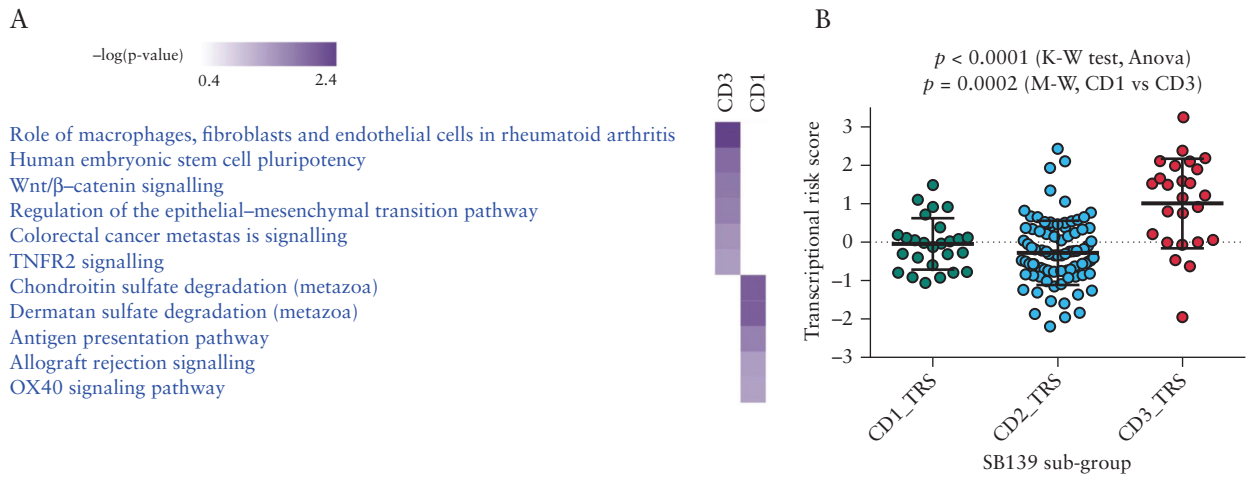 A
–log(p-value)
0.4
2.4
CD3
CD1
Role of macrophages, fibroblasts and endothelial cells in rheumatoid arthritis
Human embryonic stem cell pluripotency
Wnt/β–catenin signalling
Regulation of the epithelial–mesenchymal transition pathway
Colorectal cancer metastas is signalling
TNFR2 signalling
Chondroitin sulfate degradation (metazoa)
Dermatan sulfate degradation (metazoa)
Antigen presentation pathway
Allograft rejection signalling
OX40 signaling pathway
B
p < 0.0001 (K-W test, Anova)
p = 0.0002 (M-W, CD1 vs CD3)
Transcriptional risk score
3
2
1
0
–1
–2
–3
CD1_TRS
CD2_TRS
CD3_TRS
SB139 sub-group